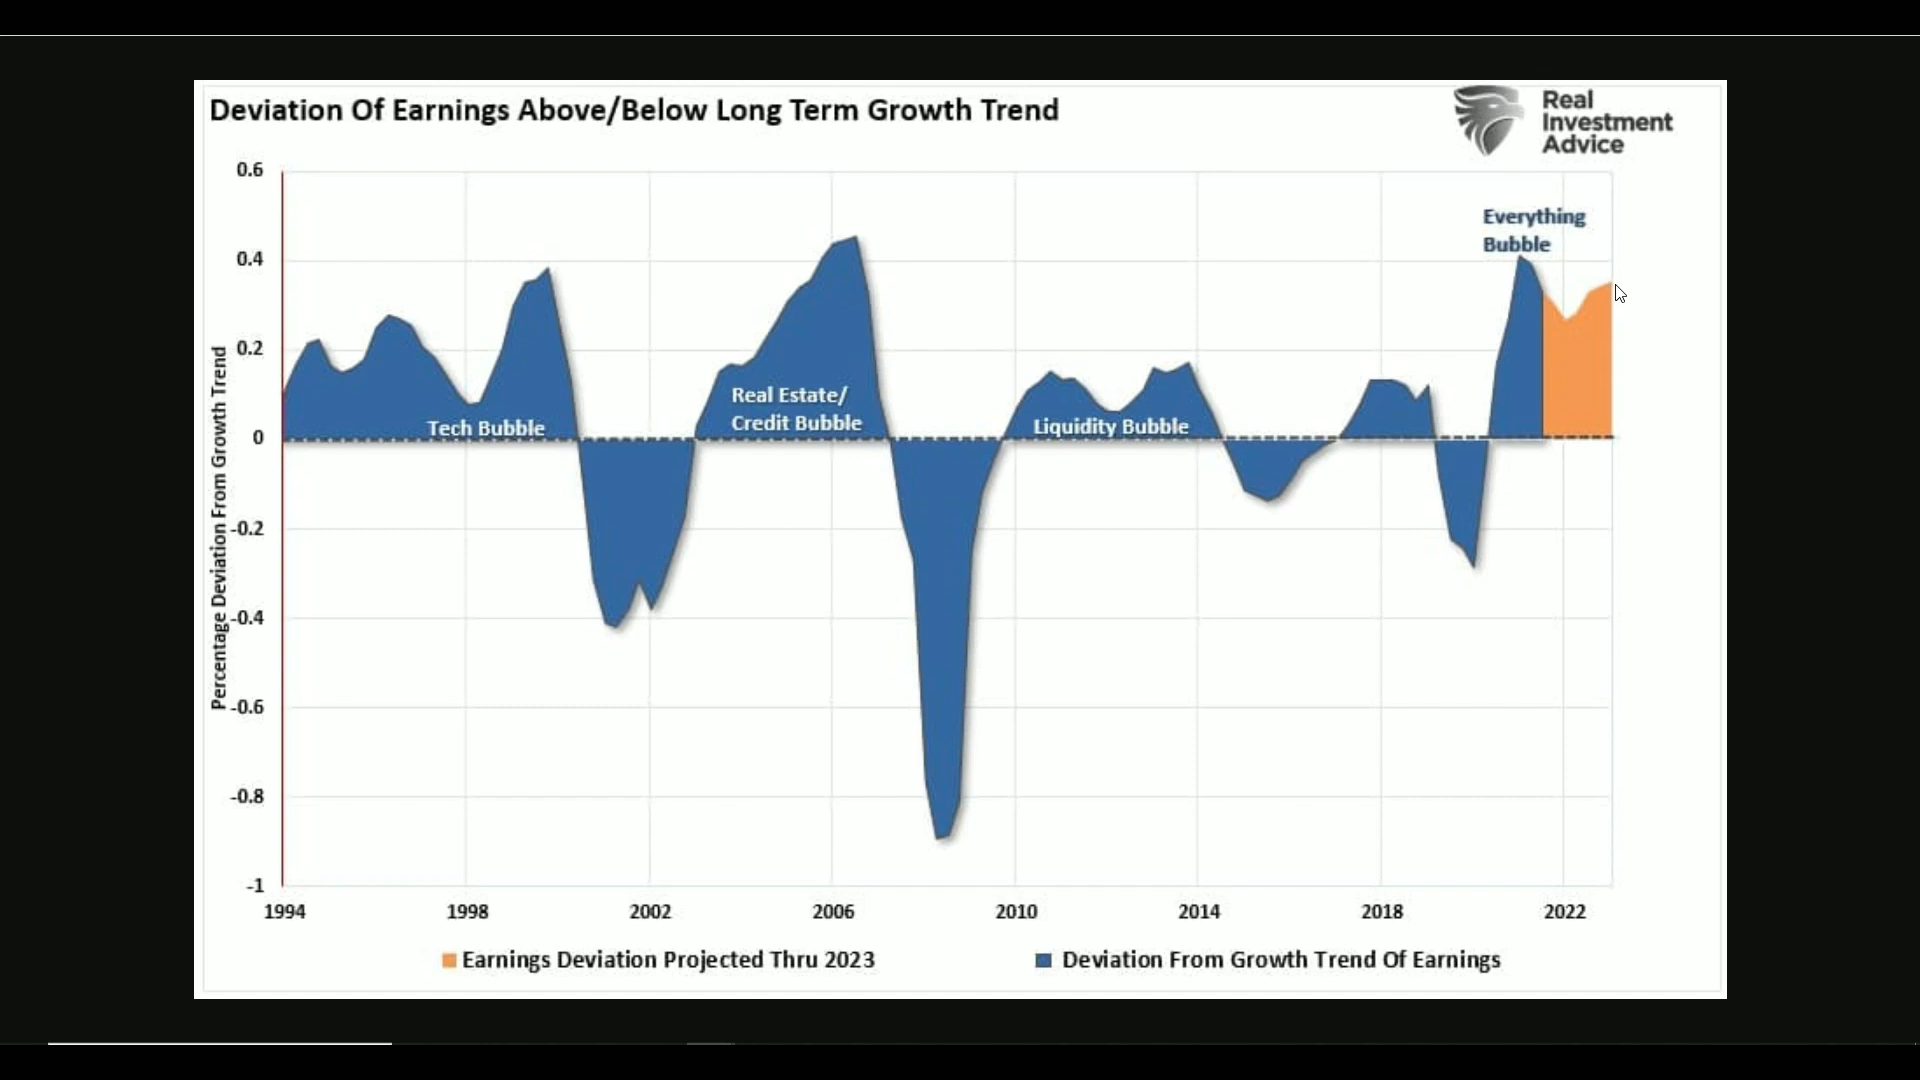 Deviation Of Earnings Above/Below Long Term Growth Trend
Real
Investment
Advice
Percentage Deviation From Growth Trend
0.6
0.4
0.2
0
-0.2
-0.4
-0.6
-0.8
-1
Tech Bubble
Real Estate/
Credit Bubble
Liquidity Bubble
Everything
Bubble
1994 1998 2002 2006 2010 2014 2018 2022
Earnings Deviation Projected Thru 2023 Deviation From Growth Trend Of Earnings